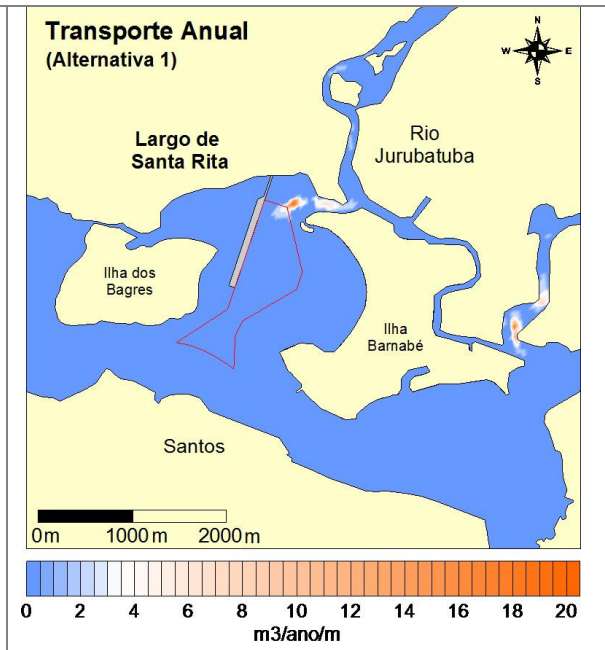 Transporte Anual
(Alternativa 1)
N
W E
S
Largo de
Santa Rita
Rio
Jurubatuba
Ilha dos
Bagres
Ilha
Barnabé
Santos
0m 1000m 2000m
0 2 4 6 8 10 12 14 16 18 20
m3/ano/m